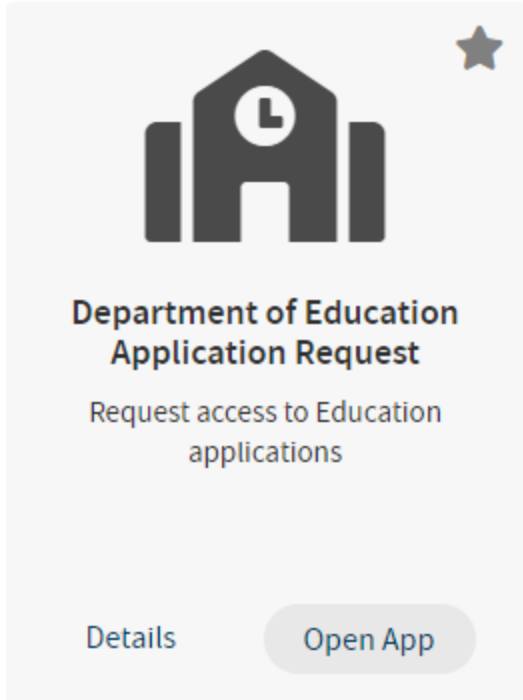 Department of Education
Application Request
Request access to Education
applications
Details
Open App